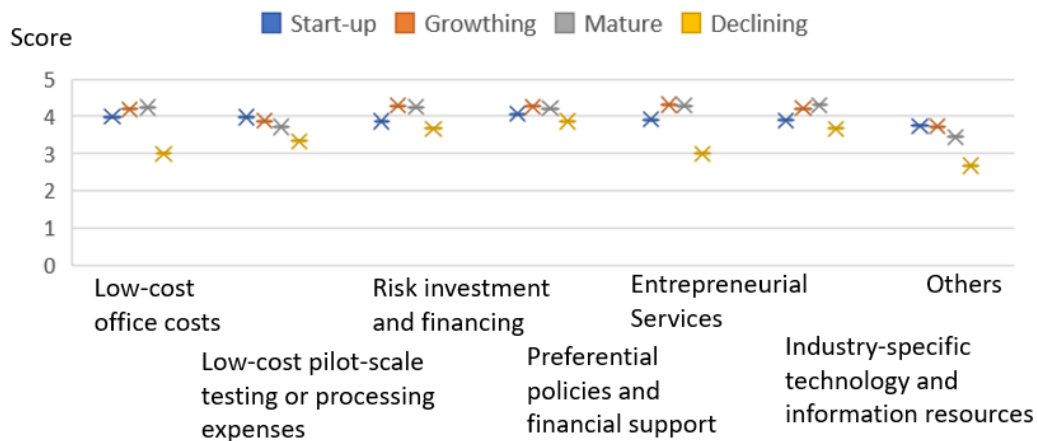 Score
Start-up Growthing Mature Declining
5
4
3
2
1
0
Low-cost
office costs
Low-cost pilot-scale
testing or processing
expenses
Risk investment
and financing
Preferential
policies and
financial support
Entrepreneurial
Services
Industry-specific
technology and
information resources
Others